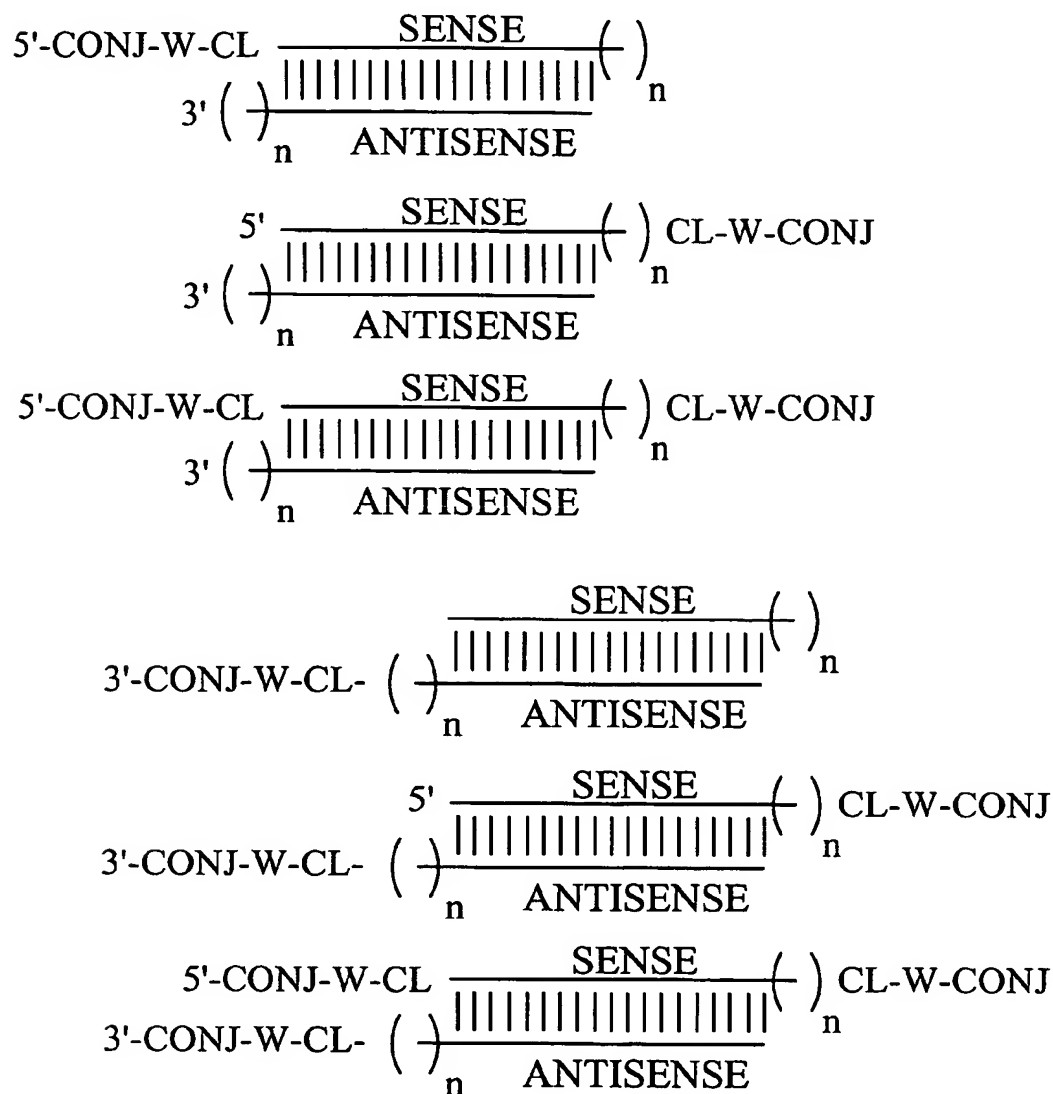 SENSE
5'-CONJ-W-CL ( )n
3' ( )n ANTISENSE
SENSE
5' ( )n CL-W-CONJ
3' ( )n ANTISENSE
SENSE
5'-CONJ-W-CL ( )n CL-W-CONJ
3' ( )n ANTISENSE
SENSE
( )n
3'-CONJ-W-CL- ( )n ANTISENSE
SENSE
5' ( )n CL-W-CONJ
3'-CONJ-W-CL- ( )n ANTISENSE
SENSE
5'-CONJ-W-CL ( )n CL-W-CONJ
3'-CONJ-W-CL- ( )n ANTISENSE